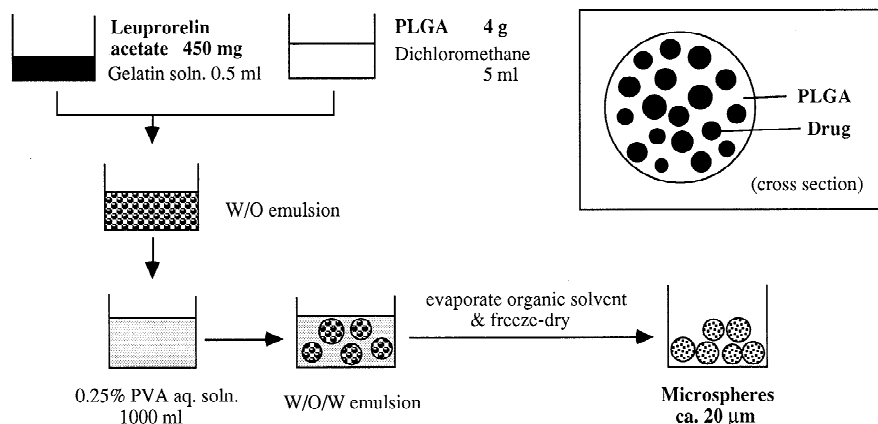 Leuprorelin
acetate 450 mg
Gelatin soln. 0.5 ml
PLGA 4 g
Dichloromethane
5 ml
PLGA
Drug
(cross section)
W/O emulsion
evaporate organic solvent
& freeze-dry
0.25% PVA aq. soln.
1000 ml
W/O/W emulsion
Microspheres
ca. 20 μm